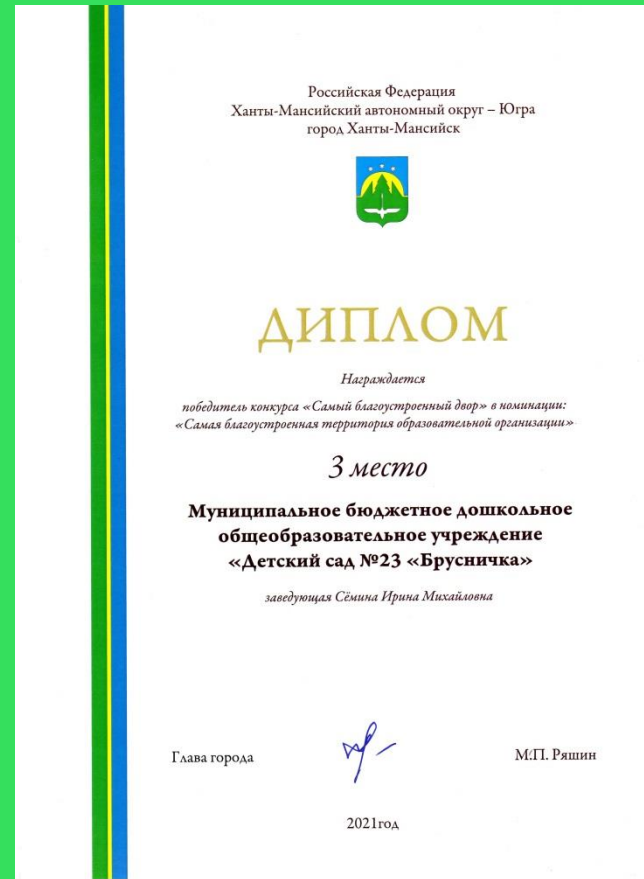 Российская Федерация
Ханты-Мансийский автономный округ – Югра
город Ханты-Мансийск
ДИПЛОМ
Награждается
победитель конкурса «Самый благоустроенный двор» в номинации:
«Самая благоустроенная территория образовательной организации»
3 место
Муниципальное бюджетное дошкольное
общеобразовательное учреждение
«Детский сад №23 «Брусничка»
заведующая Сёмина Ирина Михайловна
Глава города
М.П. Ряшин
2021год